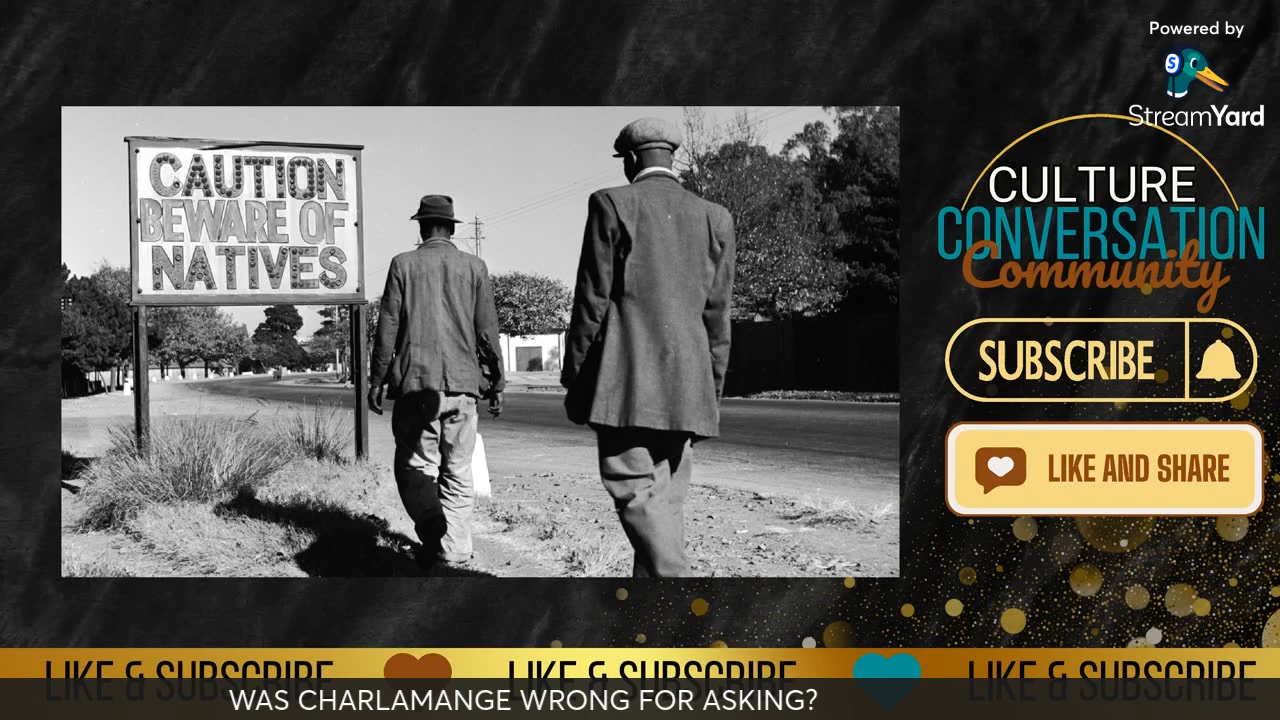 Powered by
StreamYard
CAUTION
BEWARE OF
NATIVES
CULTURE
CONVERSATION
Community
SUBSCRIBE
LIKE AND SHARE
LIKE & SUBSCRIBE LIKE & SUBSCRIBE LIKE & SUBSCRIBE
WAS CHARLAMANGE WRONG FOR ASKING?